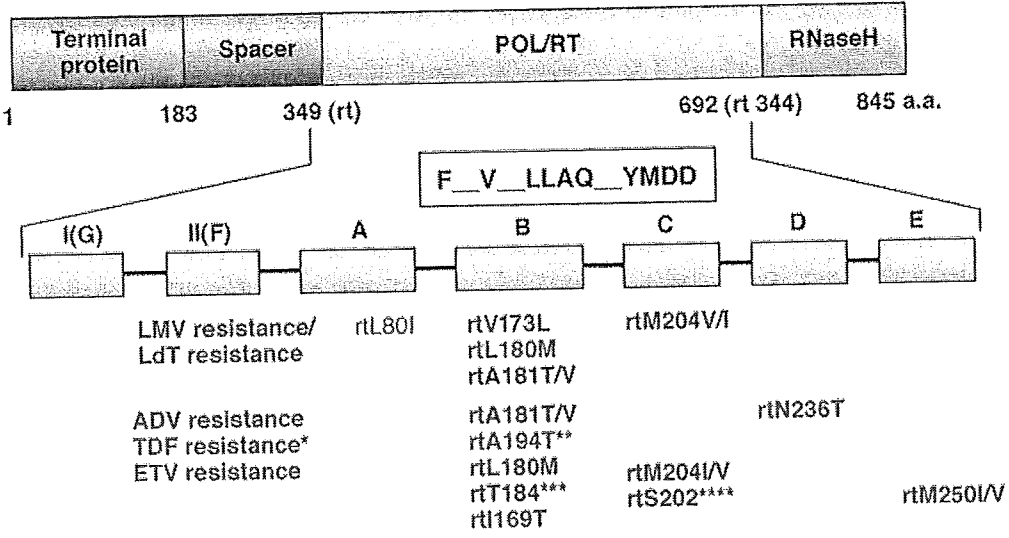 Terminal protein Spacer POL/RT RNaseH
1 183 349 (rt) 692 (rt 344) 845 a.a.
F__V__LLAQ__YMDD
I(G) II(F) A B C D E
LMV resistance/ rtL80I rtV173L rtM204V/I
LdT resistance rtL180M
rtA181T/V
ADV resistance rtA181T/V rtN236T
TDF resistance* rtA194T**
ETV resistance rtL180M rtM204I/V
rtT184*** rtS202**** rtM250I/V
rtI169T